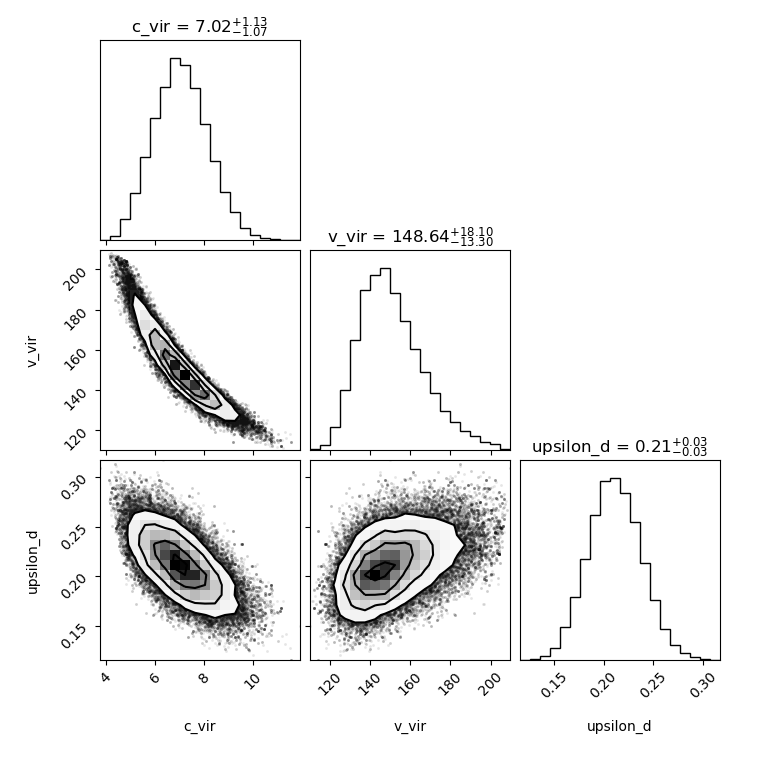 c_vir = 7.02+1.13−1.07
v_vir = 148.64+18.10−13.30
200
180
160
140
120
v_vir
upsilon_d = 0.21+0.03−0.03
0.30
0.25
0.20
0.15
upsilon_d
4 6 8 10
120 140 160 180 200
0.15 0.20 0.25 0.30
c_vir v_vir upsilon_d